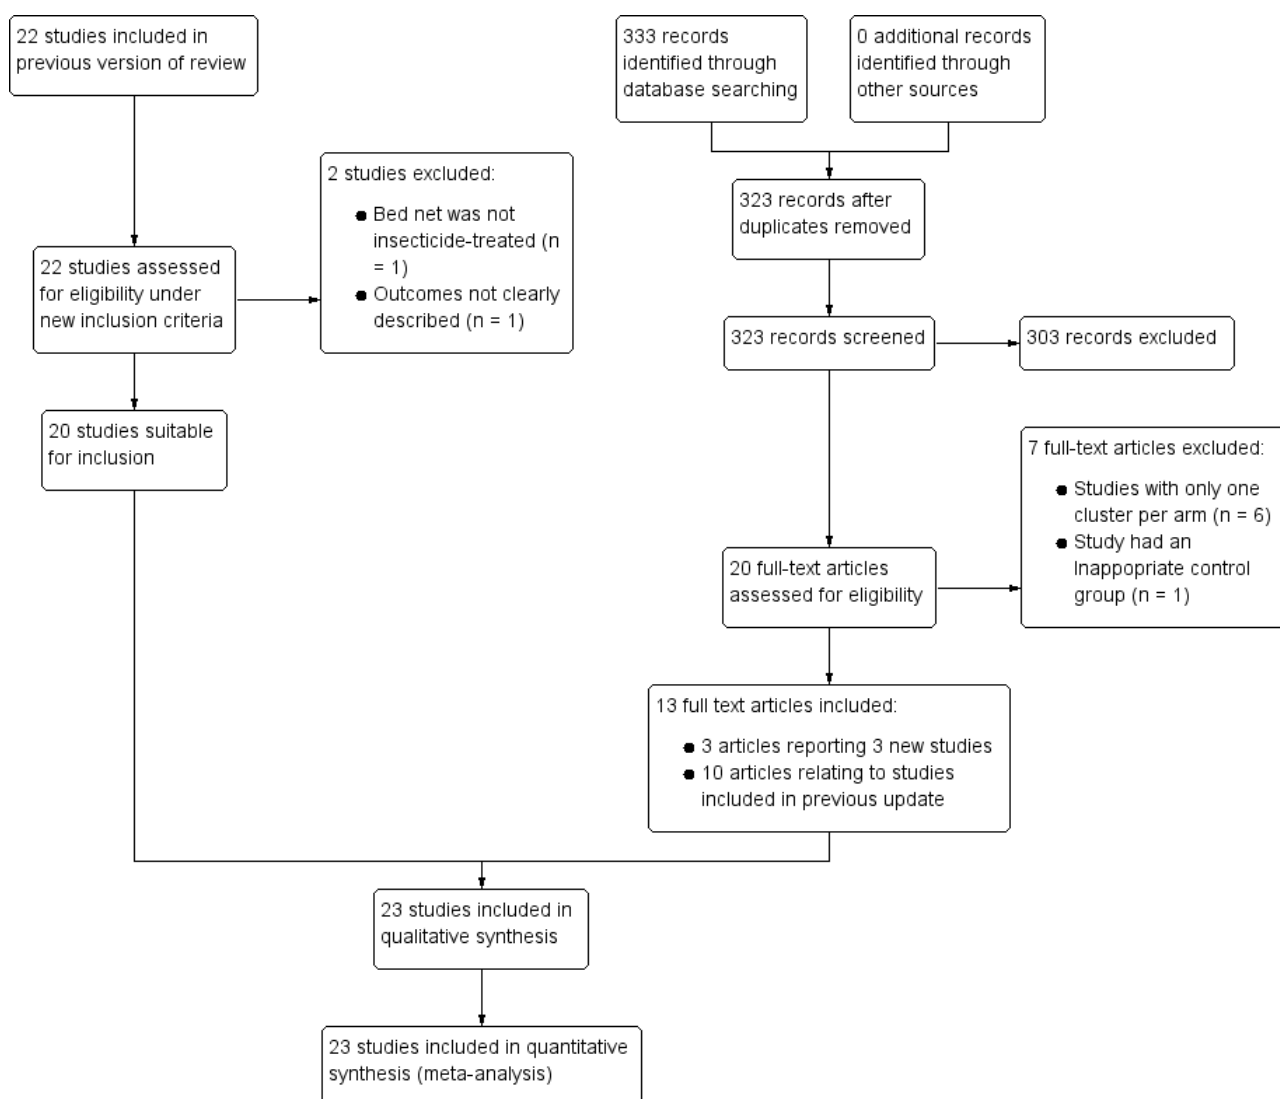 22 studies included in
previous version of review
333 records
identified through
database searching
0 additional records
identified through
other sources
2 studies excluded:
● Bed net was not
insecticide-treated (n
= 1)
● Outcomes not clearly
described (n = 1)
323 records after
duplicates removed
22 studies assessed
for eligibility under
new inclusion criteria
323 records screened
303 records excluded
20 studies suitable
for inclusion
7 full-text articles excluded:
● Studies with only one
cluster per arm (n = 6)
● Study had an
Inappopriate control
group (n = 1)
20 full-text articles
assessed for eligibility
13 full text articles included:
● 3 articles reporting 3 new studies
● 10 articles relating to studies
included in previous update
23 studies included in
qualitative synthesis
23 studies included in quantitative
synthesis (meta-analysis)